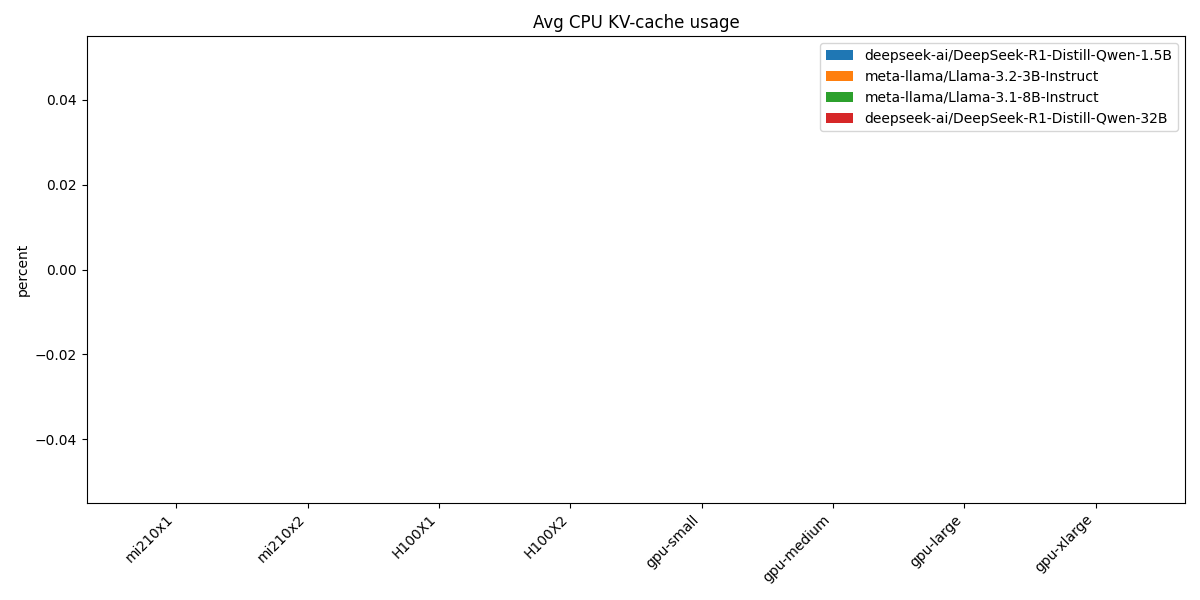 Avg CPU KV-cache usage
deepseek-ai/DeepSeek-R1-Distill-Qwen-1.5B
meta-llama/Llama-3.2-3B-Instruct
meta-llama/Llama-3.1-8B-Instruct
deepseek-ai/DeepSeek-R1-Distill-Qwen-32B
percent
0.04
0.02
0.00
−0.02
−0.04
mi210x1
mi210x2
H100X1
H100X2
gpu-small
gpu-medium
gpu-large
gpu-xlarge